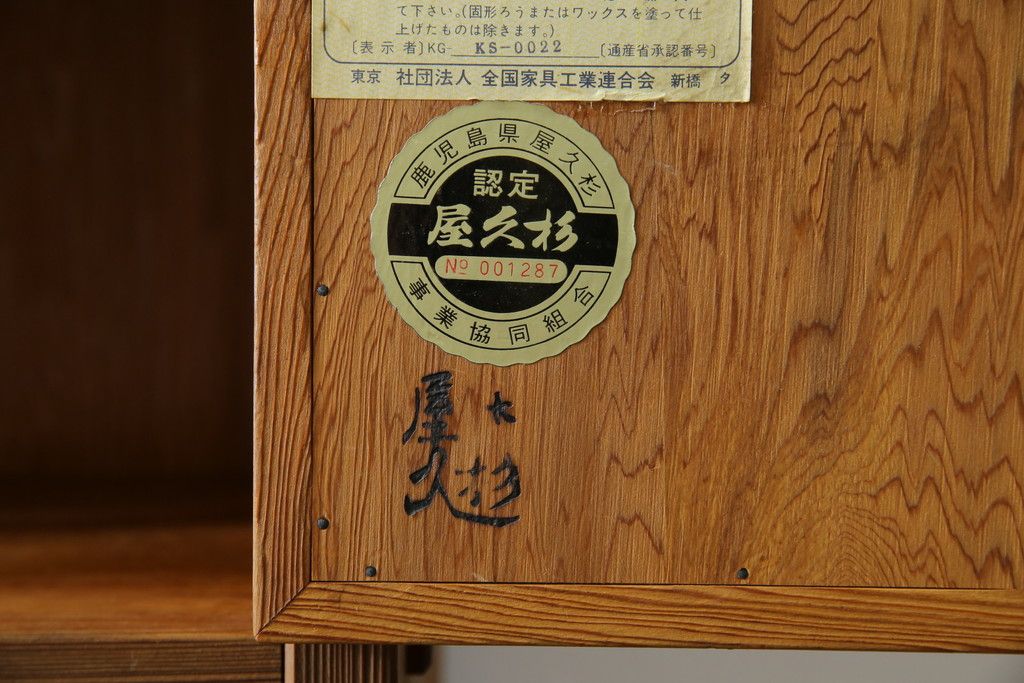 て下さい。(固形ろうまたはワックスを塗って仕
上げたものは除きます。)
〔表示者〕KG- KS-0022 〔通産省承認番号〕
東京 社団法人 全国家具工業連合会 新橋 夕
鹿児島県屋久杉
認定
屋久杉
No 001287
事業協同組合
屋久杉